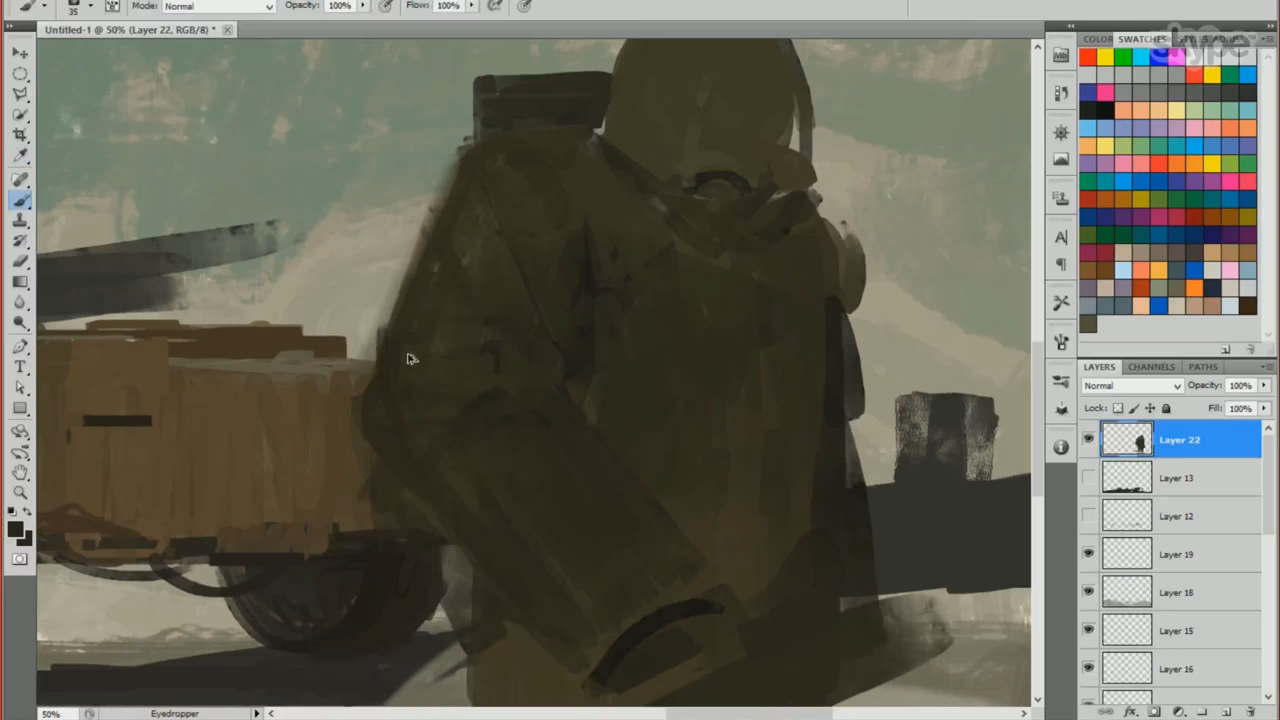 35 Mode: Normal Opacity: 100% Flow: 100%
Untitled-1 @ 50% (Layer 22, RGB/8) *
COLOR SWATCHES
skype
LAYERS CHANNELS PATHS
Normal Opacity: 100%
Lock: Fill: 100%
Layer 22
Layer 13
Layer 12
Layer 19
Layer 18
Layer 15
Layer 16
50% Eyedropper